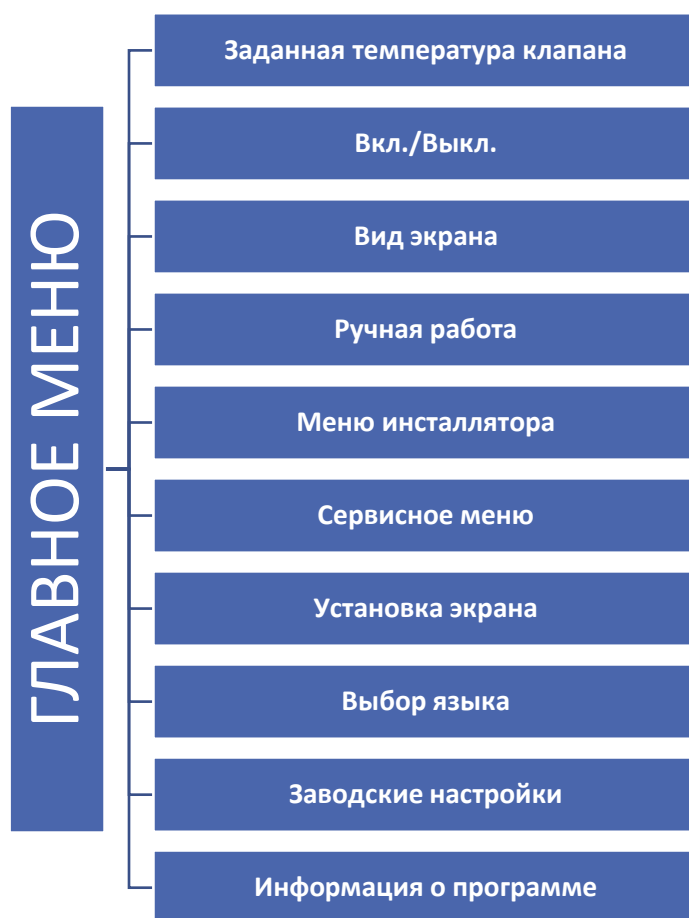 ГЛАВНОЕ МЕНЮ
Заданная температура клапана
Вкл./Выкл.
Вид экрана
Ручная работа
Меню инсталлятора
Сервисное меню
Установка экрана
Выбор языка
Заводские настройки
Информация о программе